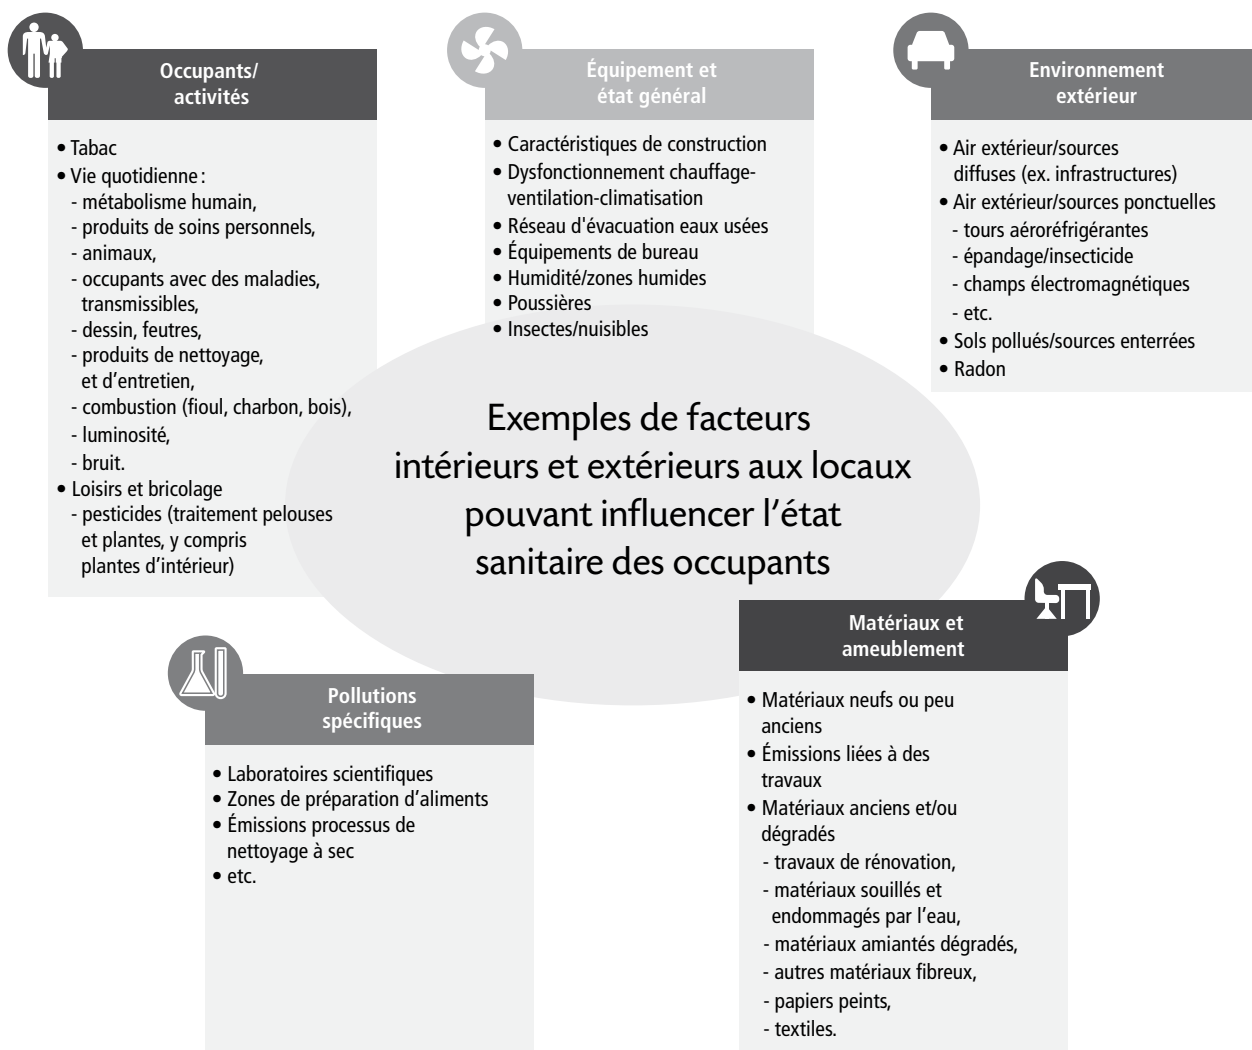 Occupants/
activités
• Tabac
• Vie quotidienne :
- métabolisme humain,
- produits de soins personnels,
- animaux,
- occupants avec des maladies,
transmissibles,
- dessin, feutres,
- produits de nettoyage,
et d'entretien,
- combustion (fioul, charbon, bois),
- luminosité,
- bruit.
• Loisirs et bricolage
- pesticides (traitement pelouses
et plantes, y compris
plantes d'intérieur)
Équipement et
état général
• Caractéristiques de construction
• Dysfonctionnement chauffage-
ventilation-climatisation
• Réseau d'évacuation eaux usées
• Équipements de bureau
• Humidité/zones humides
• Poussières
• Insectes/nuisibles
Environnement
extérieur
• Air extérieur/sources
diffuses (ex. infrastructures)
• Air extérieur/sources ponctuelles
- tours aéroréfrigérantes
- épandage/insecticide
- champs électromagnétiques
- etc.
• Sols pollués/sources enterrées
• Radon
Exemples de facteurs
intérieurs et extérieurs aux locaux
pouvant influencer l'état
sanitaire des occupants
Pollutions
spécifiques
• Laboratoires scientifiques
• Zones de préparation d'aliments
• Émissions processus de
nettoyage à sec
• etc.
Matériaux et
ameublement
• Matériaux neufs ou peu
anciens
• Émissions liées à des
travaux
• Matériaux anciens et/ou
dégradés
- travaux de rénovation,
- matériaux souillés et
endommagés par l'eau,
- matériaux amiantés dégradés,
- autres matériaux fibreux,
- papiers peints,
- textiles.